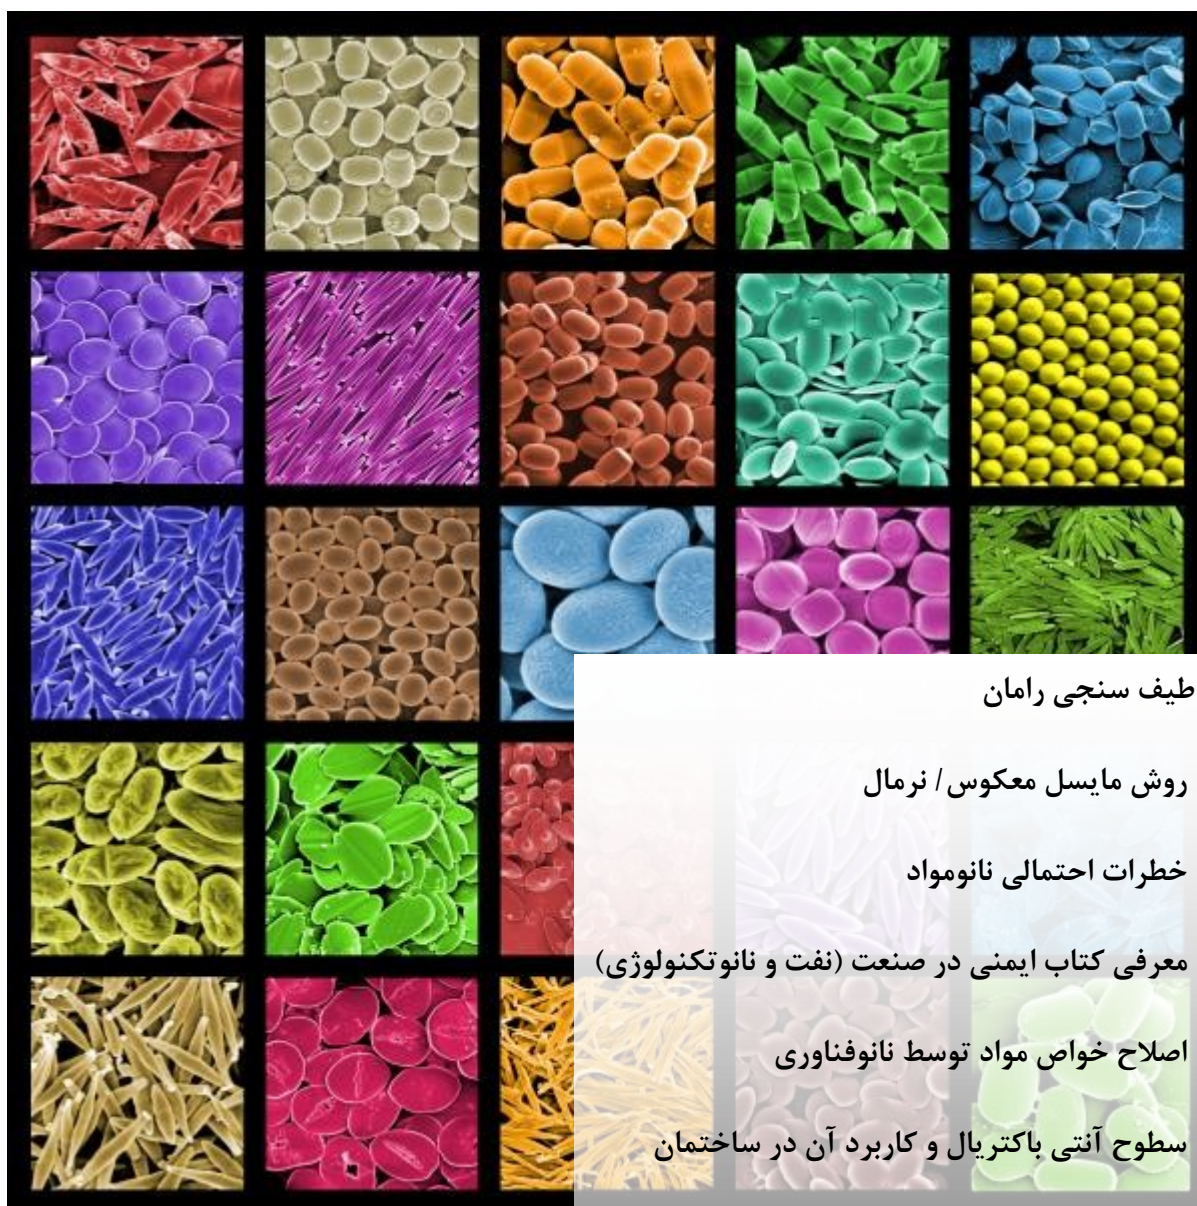 طیف سنجی رامان
روش مایسل معکوس/ نرمال
خطرات احتمالی نانومواد
معرفی کتاب ایمنی در صنعت (نفت و نانوتکنولوژی)
اصلاح خواص مواد توسط نانوفناوری
سطوح آنتی باکتریال و کاربرد آن در ساختمان